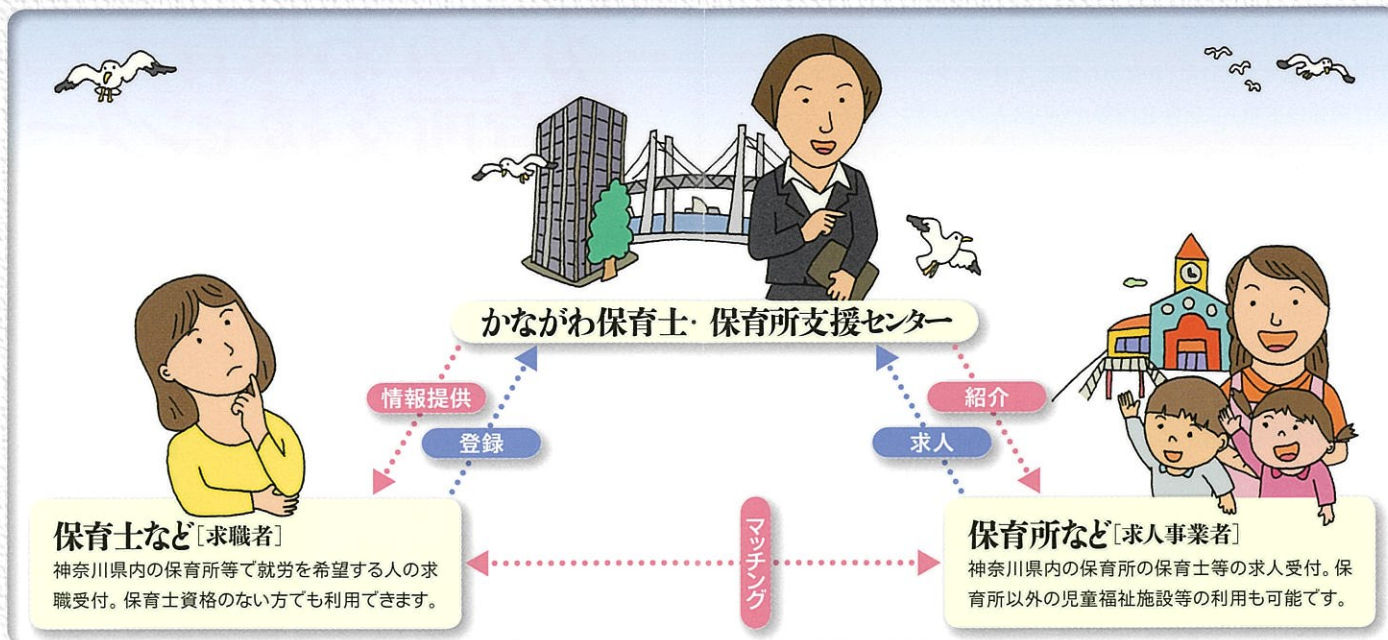 かながわ保育士・保育所支援センター
情報提供
登録
紹介
求人
マッチング
保育士など［求職者］
神奈川県内の保育所等で就労を希望する人の求
職受付。保育士資格のない方でも利用できます。
保育所など［求人事業者］
神奈川県内の保育所の保育士等の求人受付。保
育所以外の児童福祉施設等の利用も可能です。